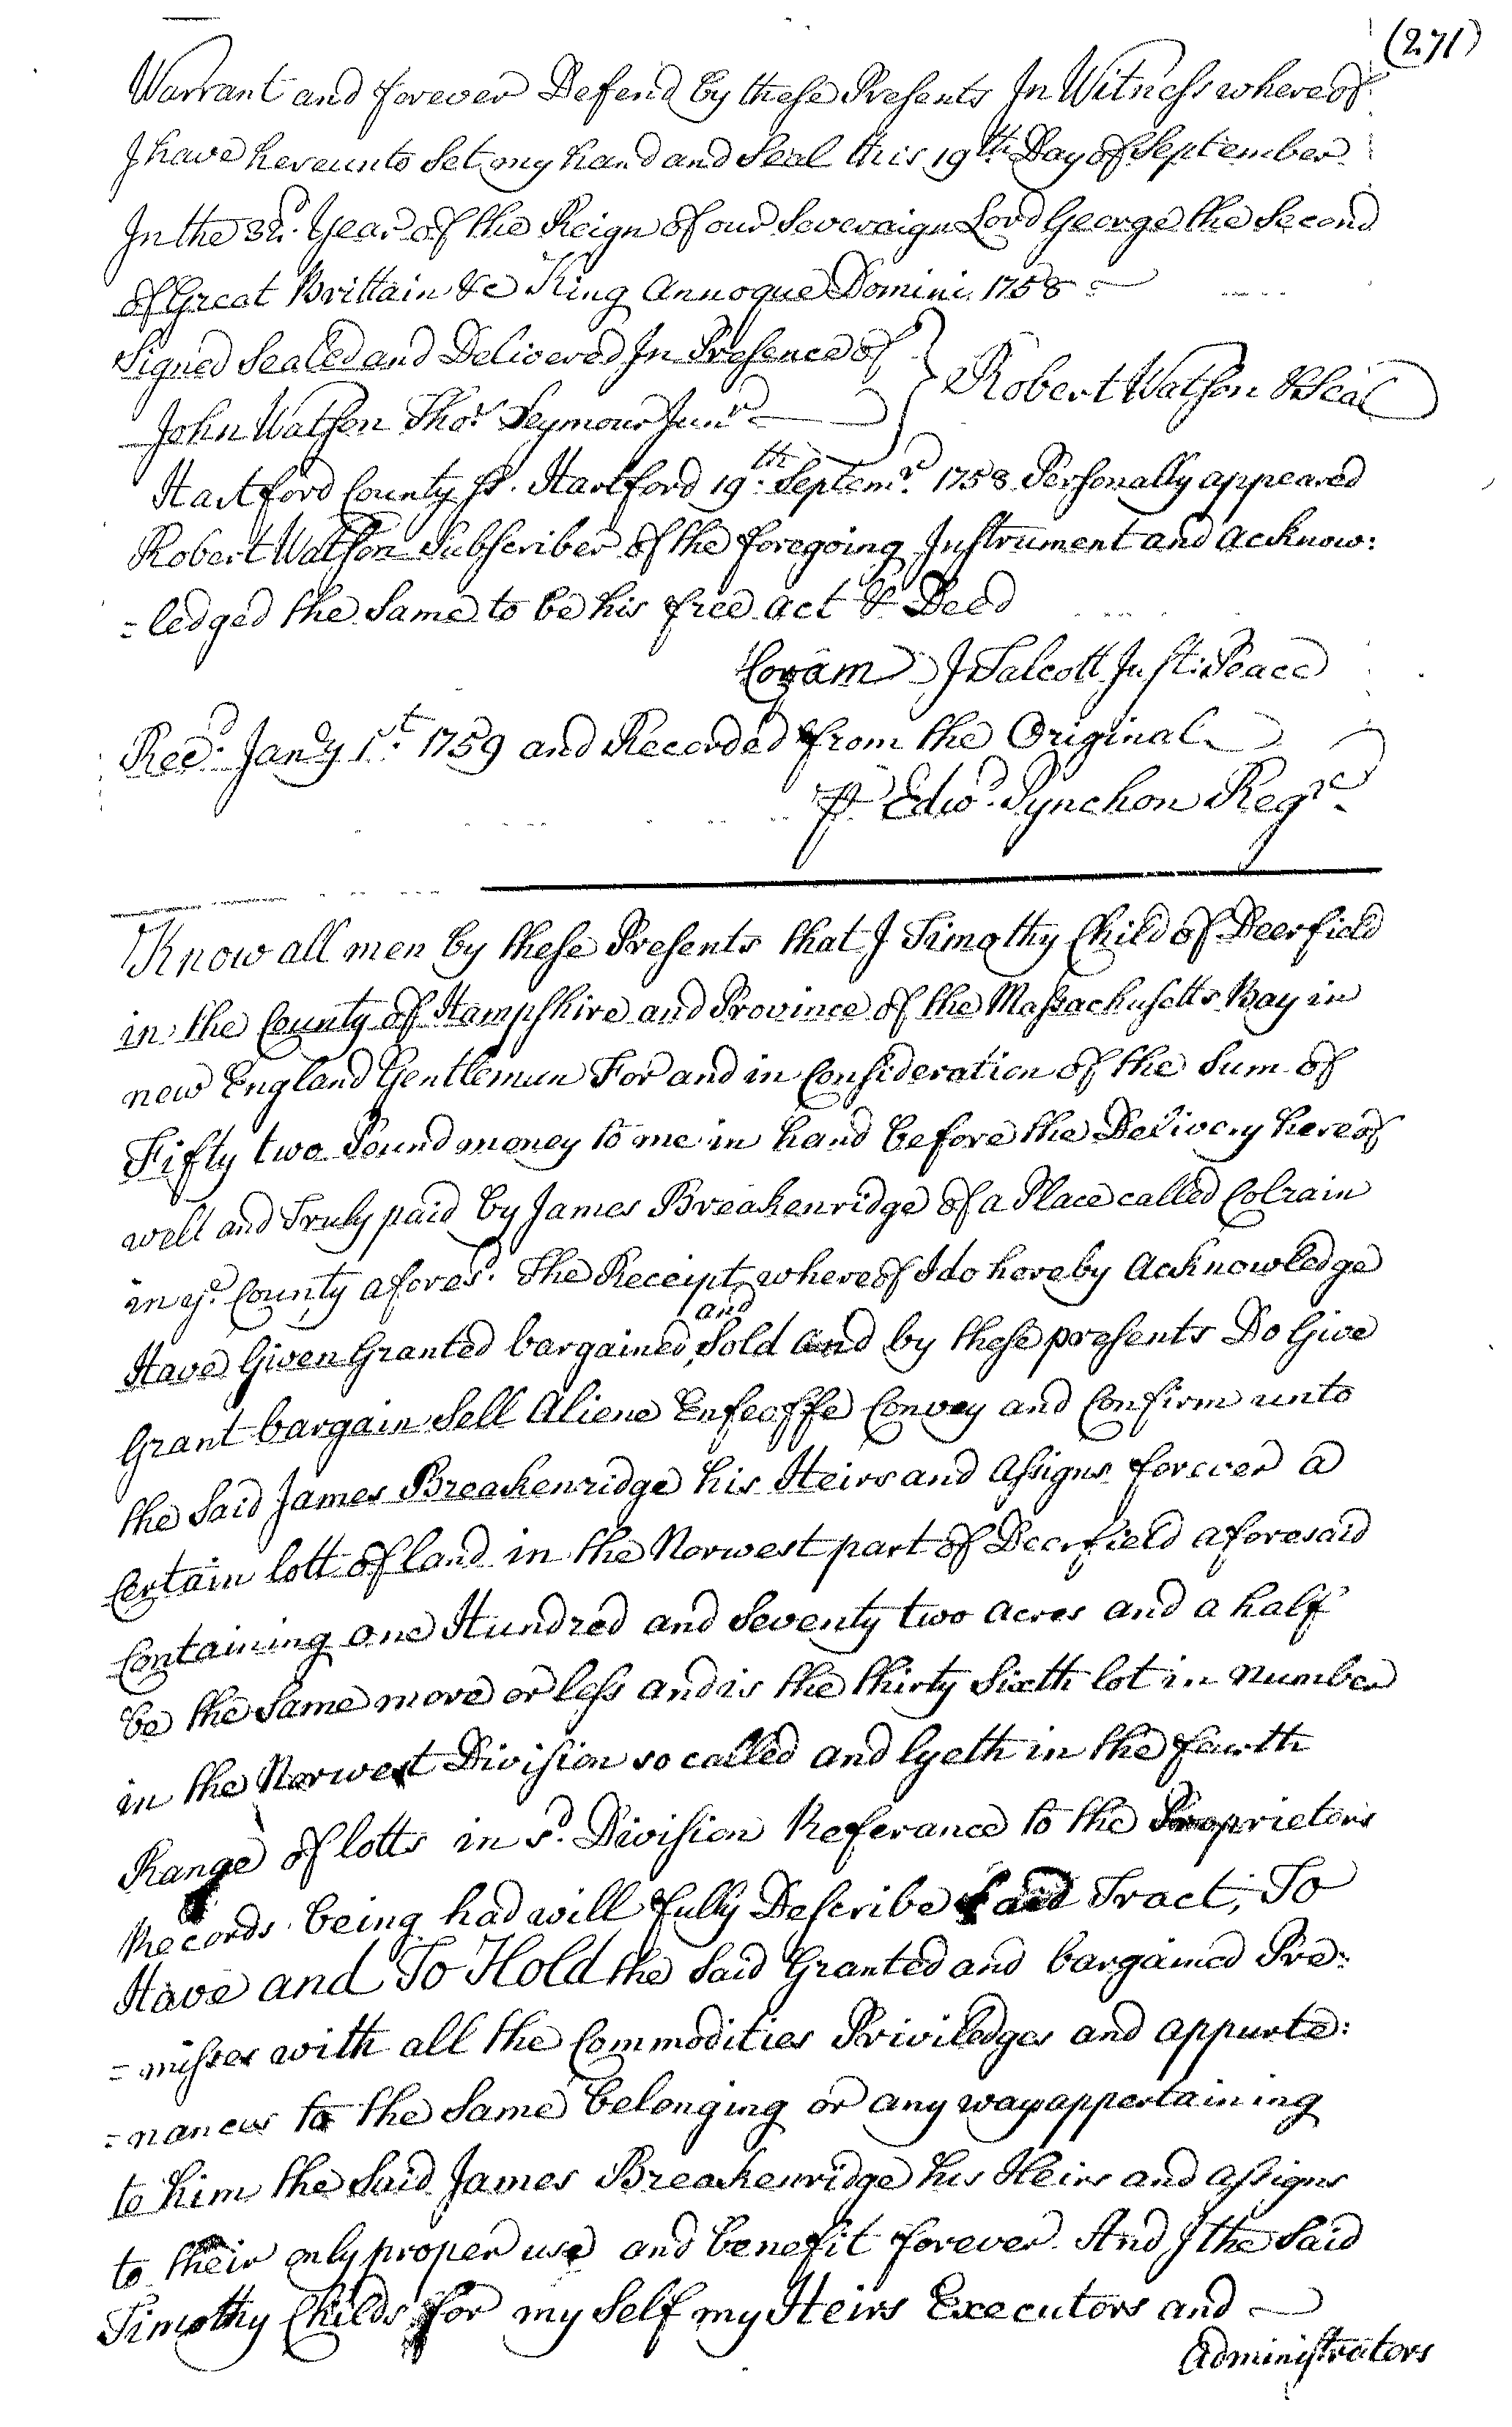 (271)
Warrant and forever Defend by these Presents In Witness whereof
I have hereunto Set my hand and Seal this 19th. Day of September
In the 32d. Year of the Reign of our Soveraign Lord George the Second
of Great Brittain &c King Annoque Domini 1758
Signed Sealed and Delivered In Presence of
John Watson Thos. Seymour Junr
} Robert Watson & Seal
Hartford County ss. Hartford 19th. Septemr. 1758 Personally appeared
Robert Watson Subscriber of the foregoing Instrument and Acknow:
=ledged the Same to be his free Act & Deed
Coram J Talcott Just: Peace
Recd. Jany 1st. 1759 and Recorded from the Original
P Edwd. Pynchon Regr.
Know all men by these Presents that I Timothy Child of Deerfield
in the County of Hampshire and Province of the Massachusetts Bay in
new England Gentleman For and in Consideration of the Sum of
Fifty two Pound money to me in hand before the Delivery hereof
well and Truly paid by James Breakenridge of a Place called Colrain
in ye. County aforesd. The Receipt whereof I do hereby Acknowledge
Have Given Granted bargained and Sold and by these presents Do Give
Grant bargain Sell Aliene Enfeoffe Convey and Confirm unto
the Said James Breakenridge his Heirs and Assigns forever a
Certain lott of land in the Norwest part of Deerfield aforesaid
Containing one Hundred and Seventy two Acres and a half
be the Same more or less and is the thirty Sixth lot in Number
in the Norwest Division so called and lyeth in the fourth
Range of lotts in sd. Division Referance to the Proprietors
Records being had will fully Describe Said Tract, To
Have and To Hold the Said Granted and bargained Pre:
=misses with all the Commodities Priviledges and appurte:
=nances to the Same belonging or any ways appertaining
to him the Said James Breakenridge his Heirs and Assigns
to their only proper use and benefit forever. And I the Said
Timothy Childs for my Self my Heirs Executors and
Administrators